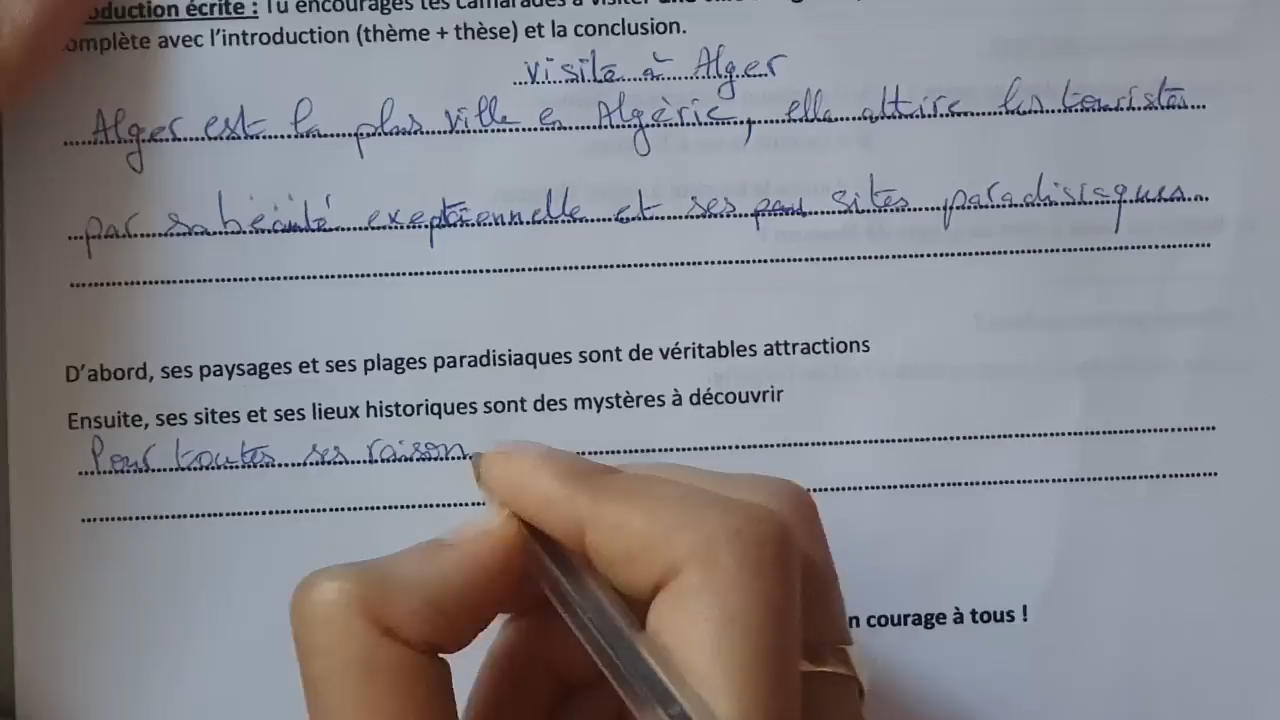 oduction écrite : Tu encourages tes camarades à visiter une
omplète avec l'introduction (thème + thèse) et la conclusion.
visite à Alger
Alger est la plus ville en Algérie, elle attire les touristes
par sa béauté exeptiennelle et ses sites paradisiaques
D'abord, ses paysages et ses plages paradisiaques sont de véritables attractions
Ensuite, ses sites et ses lieux historiques sont des mystères à découvrir
Pour toutes ses raison
n courage à tous !